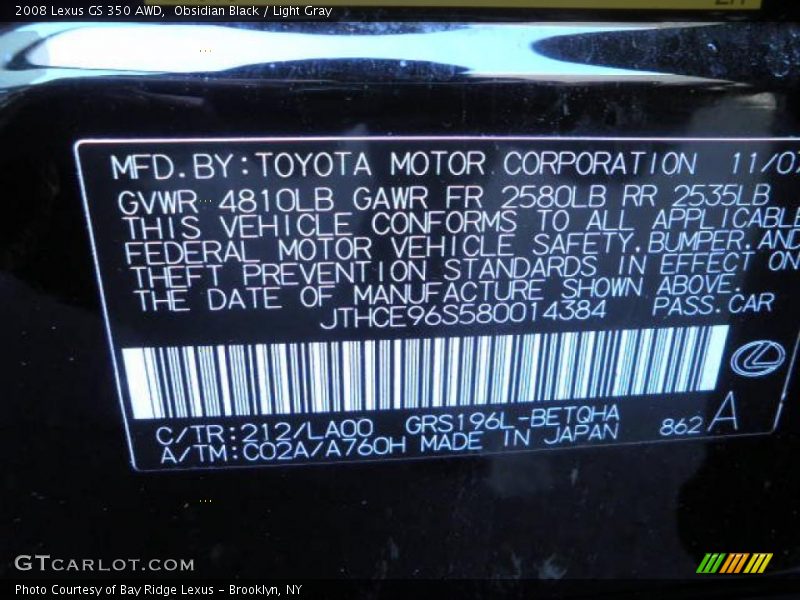 2008 Lexus GS 350 AWD,  Obsidian Black / Light Gray
MFD.BY:TOYOTA MOTOR CORPORATION 11/07
GVWR 4810LB GAWR FR 2580LB RR 2535LB
THIS VEHICLE CONFORMS TO ALL APPLICABLE
FEDERAL MOTOR VEHICLE SAFETY,BUMPER,AND
THEFT PREVENTION STANDARDS IN EFFECT ON
THE DATE OF MANUFACTURE SHOWN ABOVE.
JTHCE96S580014384 PASS.CAR
C/TR:212/LA00 GRS196L-BETQHA
A/TM:C02A/A760H MADE IN JAPAN 862 A
GTCARLOT.COM
Photo Courtesy of Bay Ridge Lexus - Brooklyn, NY